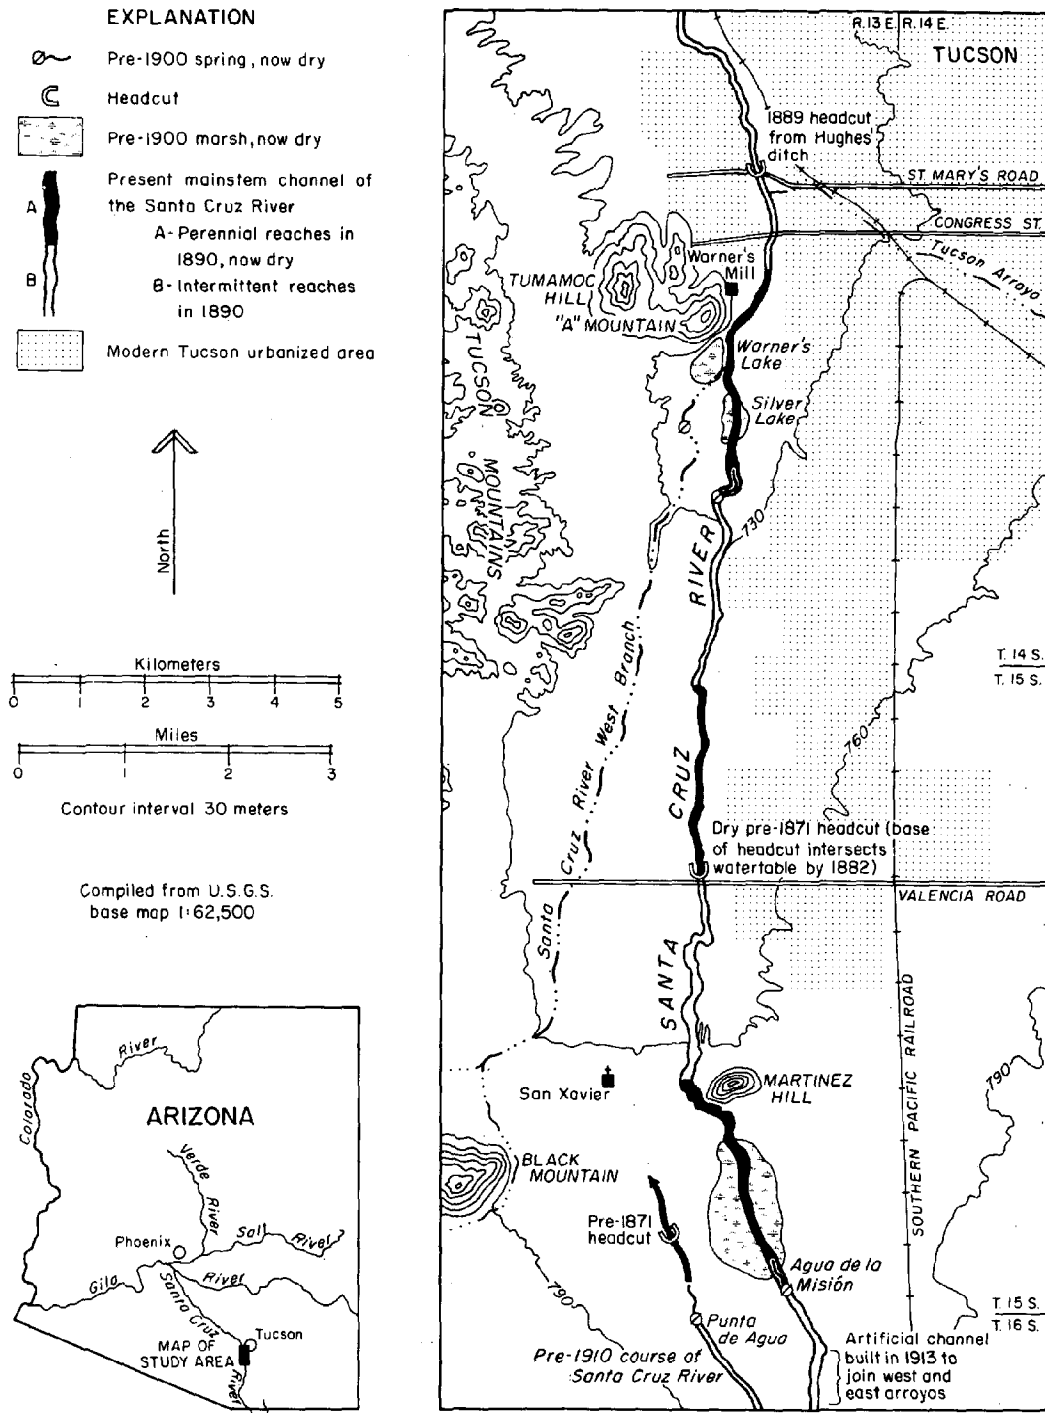 EXPLANATION
Pre-1900 spring, now dry
Headcut
Pre-1900 marsh, now dry
Present mainstem channel of
the Santa Cruz River
A
A- Perennial reaches in
1890, now dry
B
B- Intermittent reaches
in 1890
Modern Tucson urbanized area
North
Kilometers
0 1 2 3 4 5
Miles
0 1 2 3
Contour interval 30 meters
Compiled from U.S.G.S.
base map 1:62,500
ARIZONA
Colorado
River
Verde
River
Phoenix
Salt River
Gila
River
Santa Cruz
Tucson
MAP OF
STUDY AREA
River
R. 13 E. R. 14 E.
TUCSON
1889 headcut
from Hughes'
ditch
ST MARY'S ROAD
CONGRESS ST.
Tucson Arroyo
Warner's
Mill
TUMAMOC
HILL
"A" MOUNTAIN
Warner's
Lake
Silver
Lake
TUCSON
MOUNTAINS
730
RIVER
T. 14 S.
T. 15 S.
760
Santa Cruz River West Branch
CRUZ
Dry pre-1871 headcut (base
of headcut intersects
watertable by 1882)
VALENCIA ROAD
SANTA
SOUTHERN PACIFIC RAILROAD
San Xavier
MARTINEZ
HILL
790
BLACK
MOUNTAIN
Pre-1871
headcut
Agua de la
Misión
790
Punta
de Agua
T. 15 S.
T. 16 S.
Pre-1910 course of
Santa Cruz River
Artificial channel
built in 1913 to
join west and
east arroyos